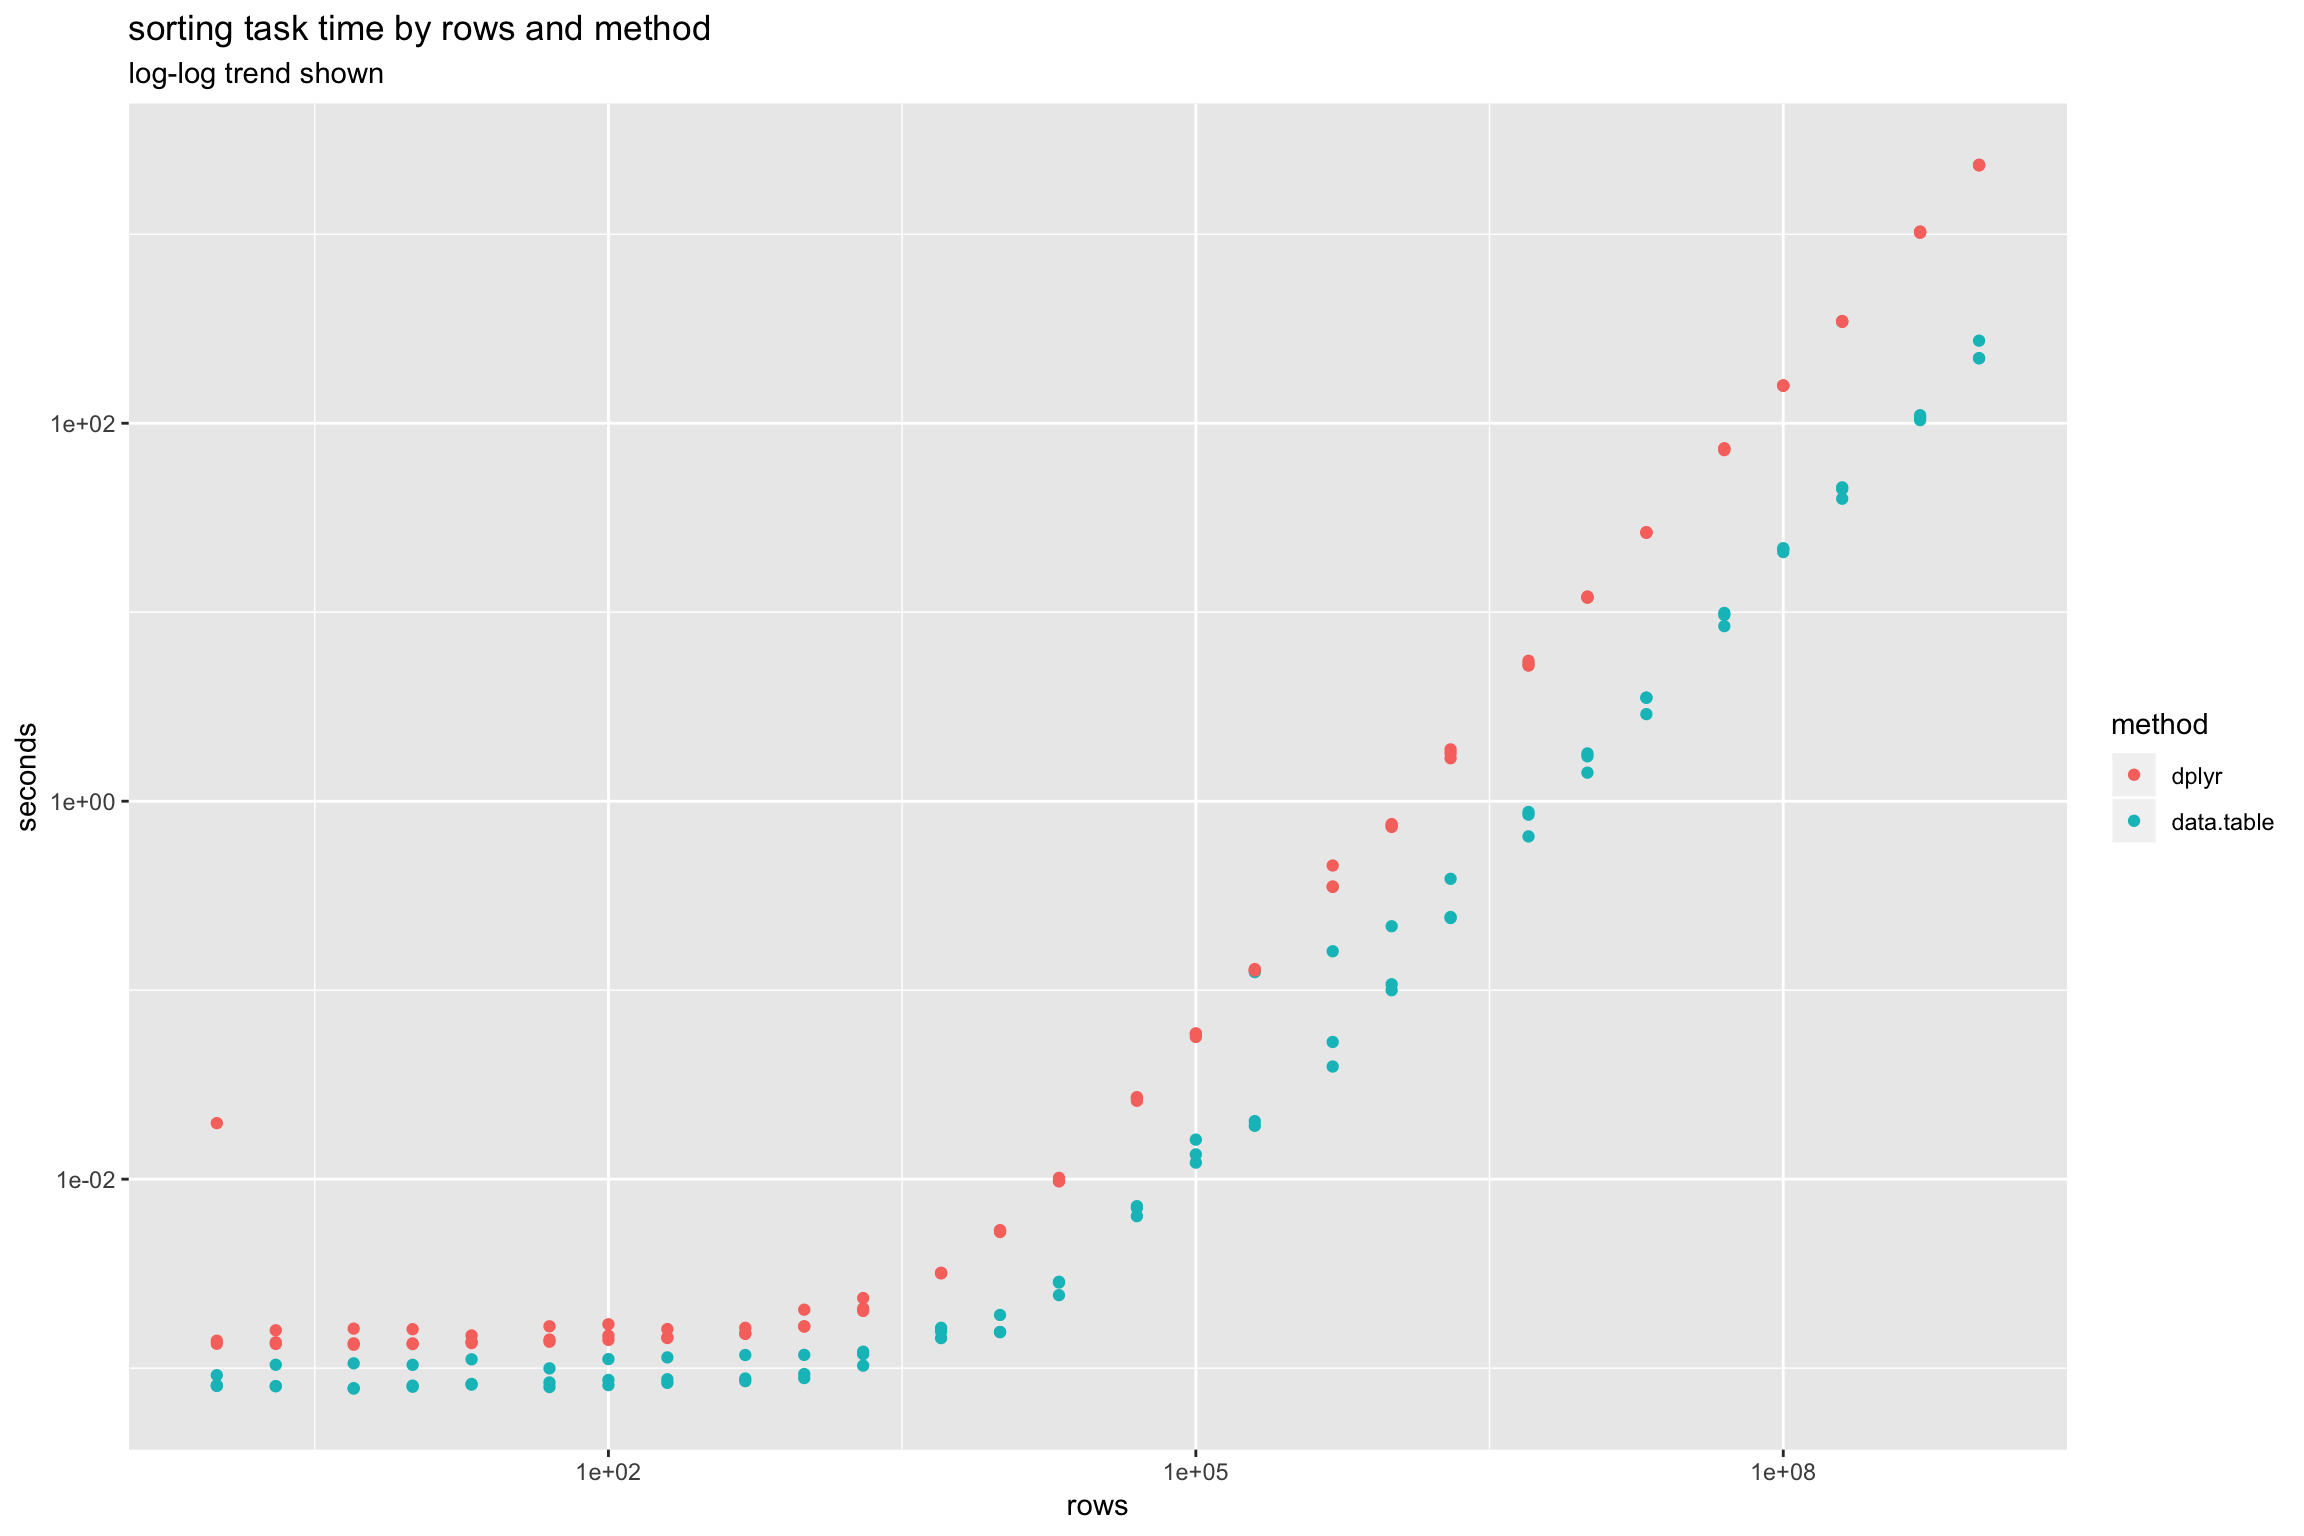 sorting task time by rows and method
log-log trend shown
1e+02
1e+00
1e-02
seconds
1e+02
1e+05
1e+08
rows
method
dplyr
data.table